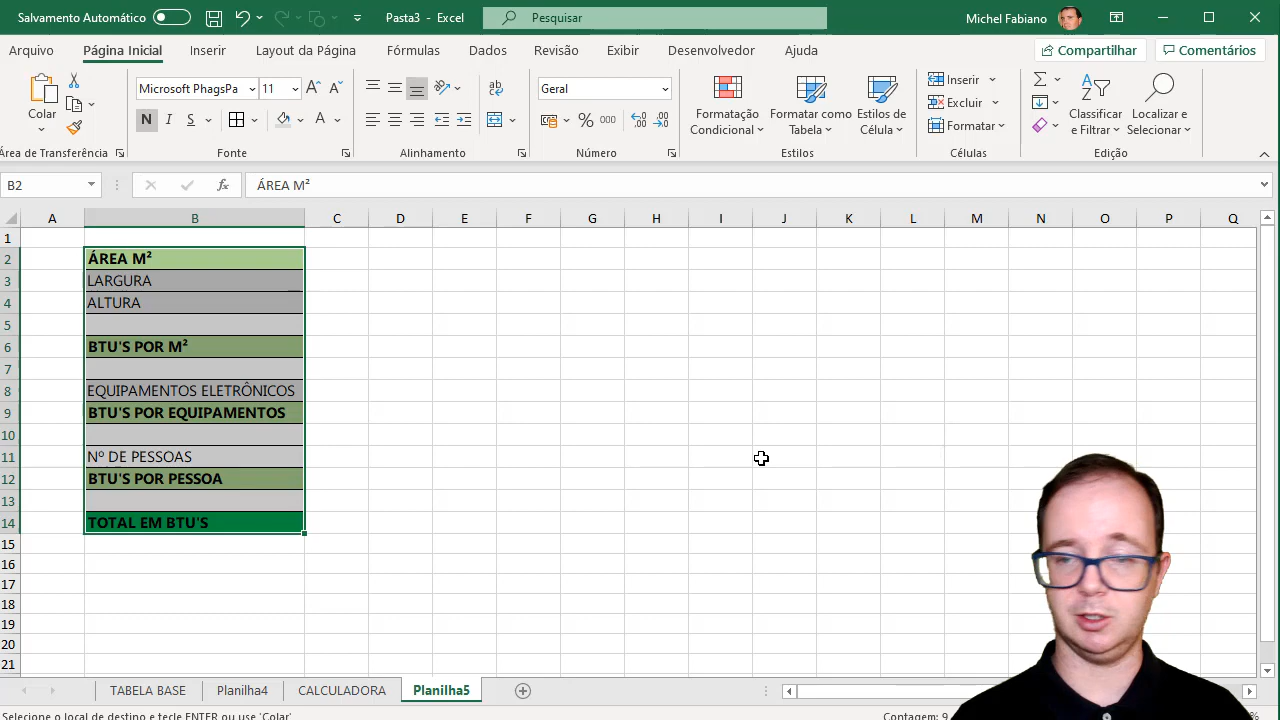 Salvamento Automático
Pasta3 - Excel
Pesquisar
Michel Fabiano
Arquivo Página Inicial Inserir Layout da Página Fórmulas Dados Revisão Exibir Desenvolvedor Ajuda
Compartilhar Comentários
Colar
Área de Transferência
Microsoft PhagsPa 11
N I S
Fonte
Alinhamento
Geral
% 000
Número
Formatação Condicional
Formatar como Tabela
Estilos de Célula
Estilos
Inserir
Excluir
Formatar
Células
Classificar e Filtrar
Localizar e Selecionar
Edição
B2 fx ÁREA M²
A B C D E F G H I J K L M N O P Q
1
2 ÁREA M²
3 LARGURA
4 ALTURA
5
6 BTU'S POR M²
7
8 EQUIPAMENTOS ELETRÔNICOS
9 BTU'S POR EQUIPAMENTOS
10
11 Nº DE PESSOAS
12 BTU'S POR PESSOA
13
14 TOTAL EM BTU'S
15
16
17
18
19
20
21
TABELA BASE Planilha4 CALCULADORA Planilha5
Selecione o local de destino e tecle ENTER ou use 'Colar'
Contagem: 9